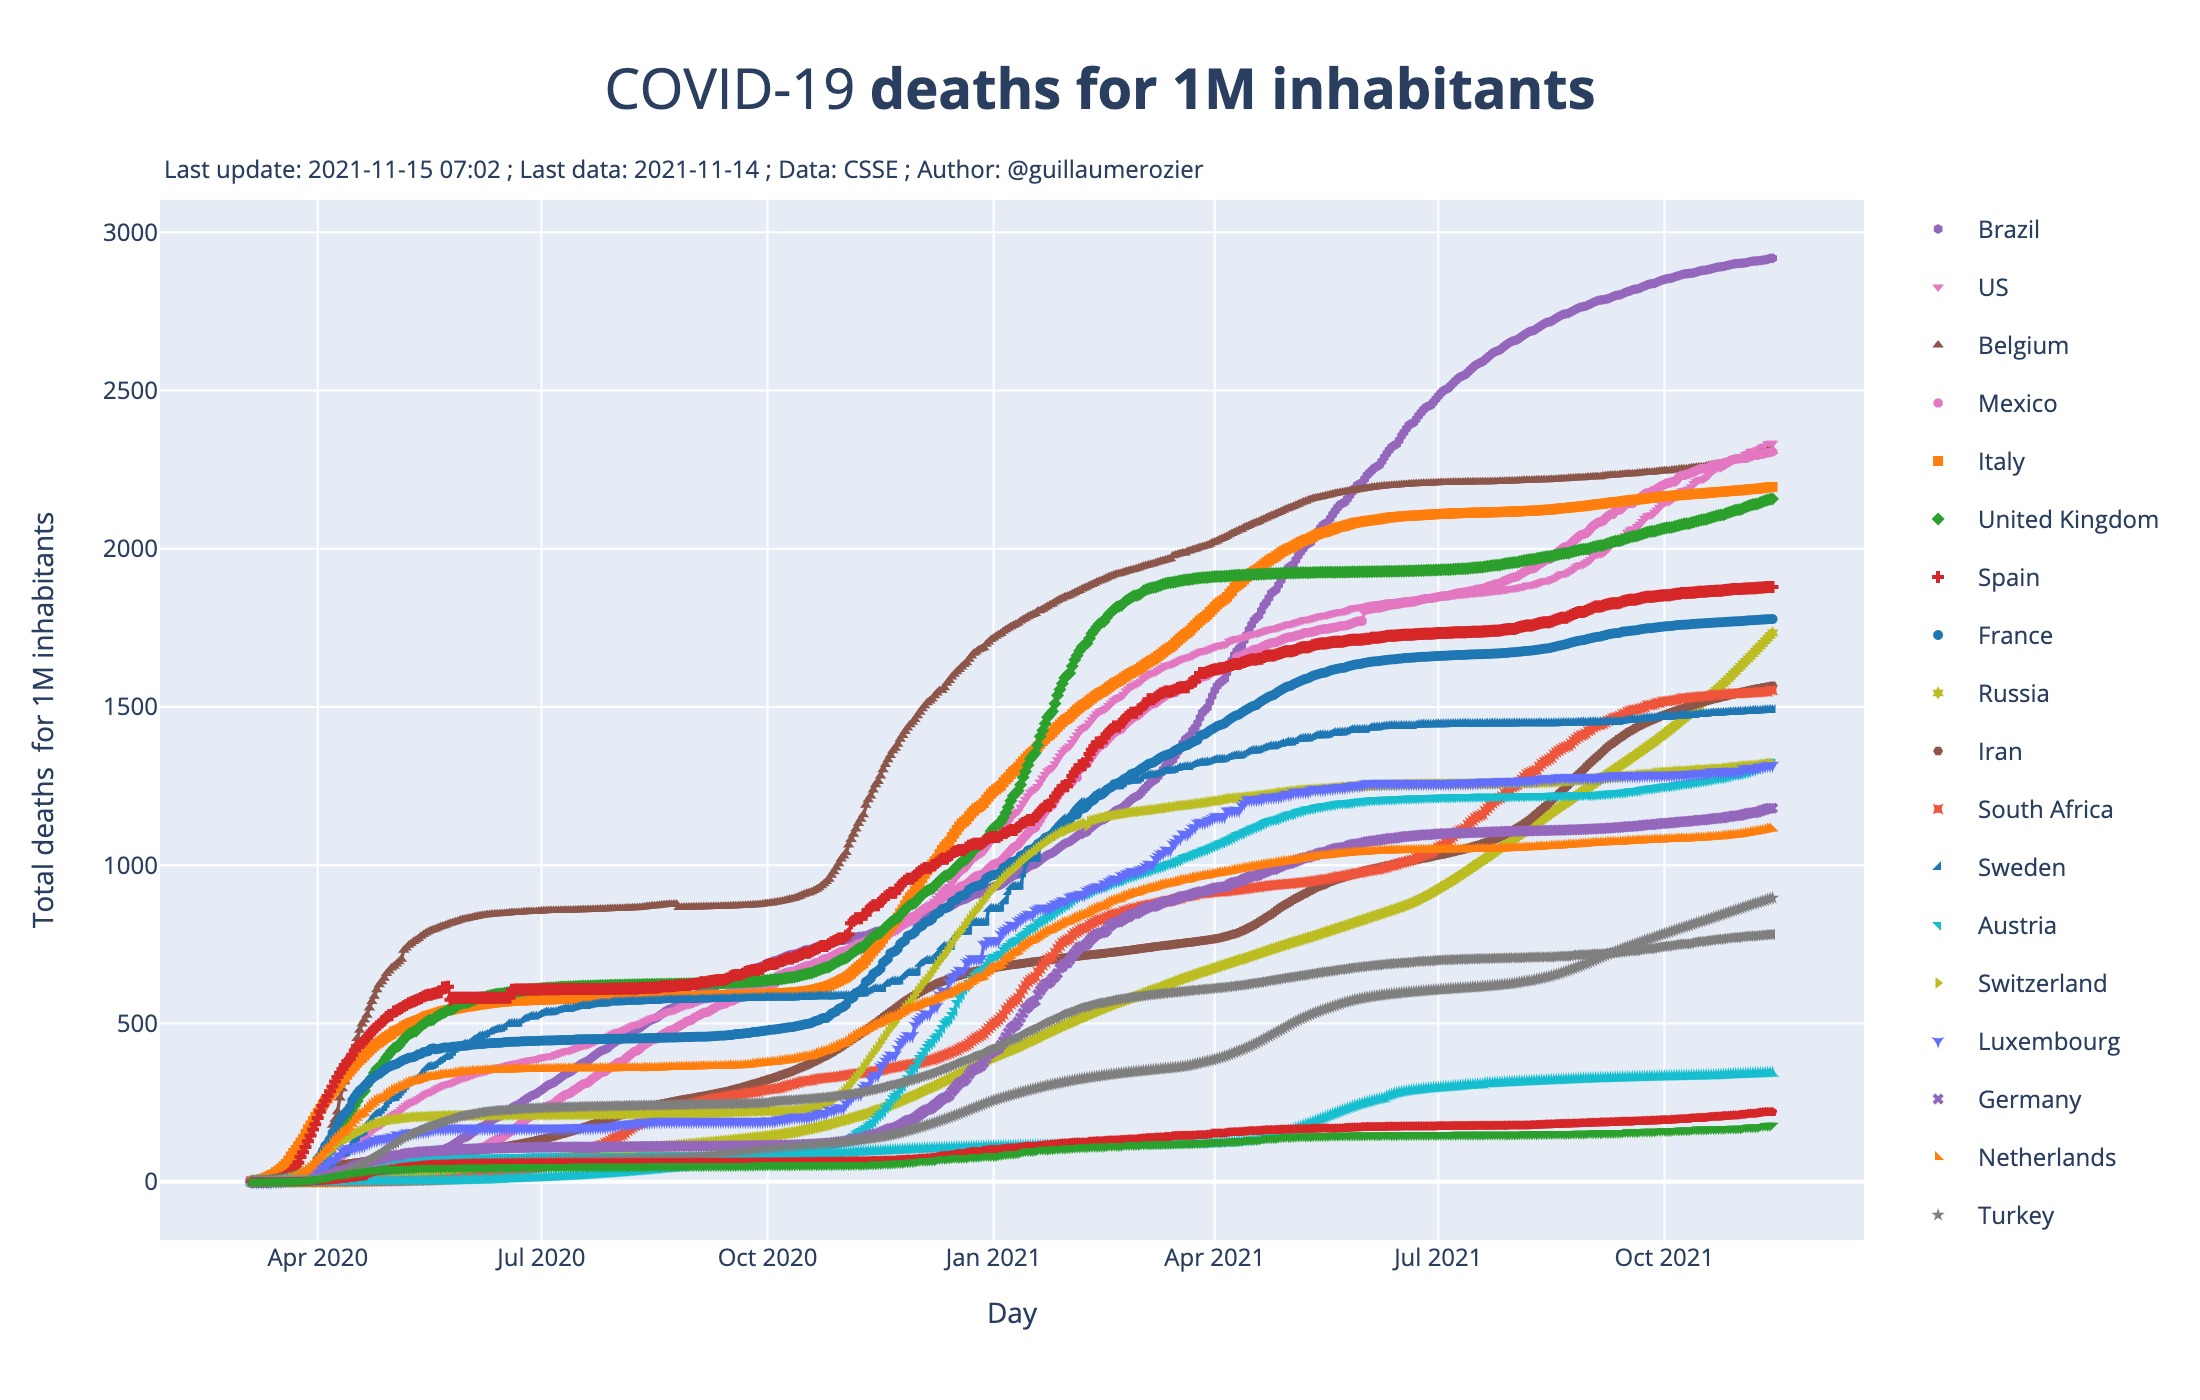 COVID-19 deaths for 1M inhabitants
Last update: 2021-11-15 07:02 ; Last data: 2021-11-14 ; Data: CSSE ; Author: @guillaumerozier
Total deaths for 1M inhabitants
3000
2500
2000
1500
1000
500
0
Apr 2020
Jul 2020
Oct 2020
Jan 2021
Apr 2021
Jul 2021
Oct 2021
Day
Brazil
US
Belgium
Mexico
Italy
United Kingdom
Spain
France
Russia
Iran
South Africa
Sweden
Austria
Switzerland
Luxembourg
Germany
Netherlands
Turkey